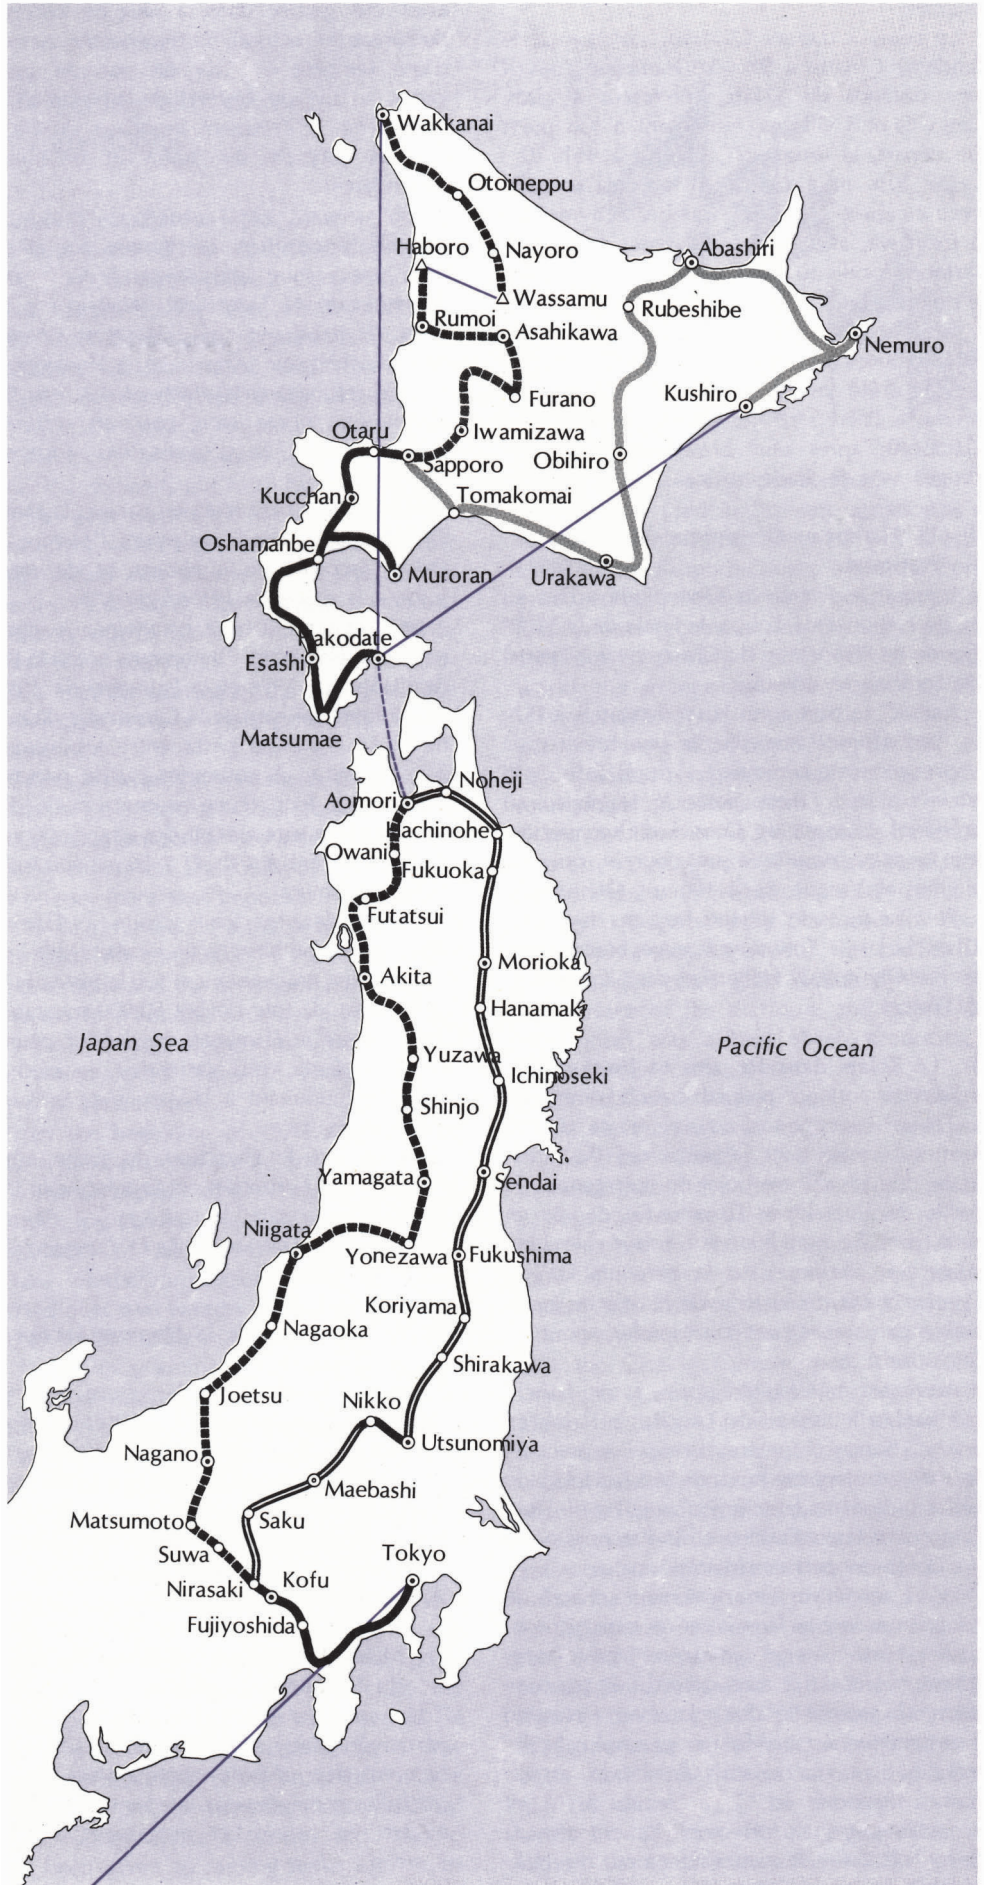 Wakkanai
Otoineppu
Nayoro
Haboro
Wassamu
Abashiri
Rubeshibe
Rumoi
Asahikawa
Nemuro
Furano
Kushiro
Otaru
Iwamizawa
Sapporo
Obihiro
Kucchan
Tomakomai
Oshamanbe
Muroran
Urakawa
Hakodate
Esashi
Matsumae
Noheji
Aomori
Hachinohe
Owani
Fukuoka
Futatsui
Morioka
Akita
Hanamaki
Japan Sea
Pacific Ocean
Yuzawa
Ichinoseki
Shinjo
Yamagata
Sendai
Niigata
Yonezawa
Fukushima
Koriyama
Nagaoka
Shirakawa
Joetsu
Nikko
Utsunomiya
Nagano
Maebashi
Matsumoto
Saku
Suwa
Tokyo
Nirasaki
Kofu
Fujiyoshida